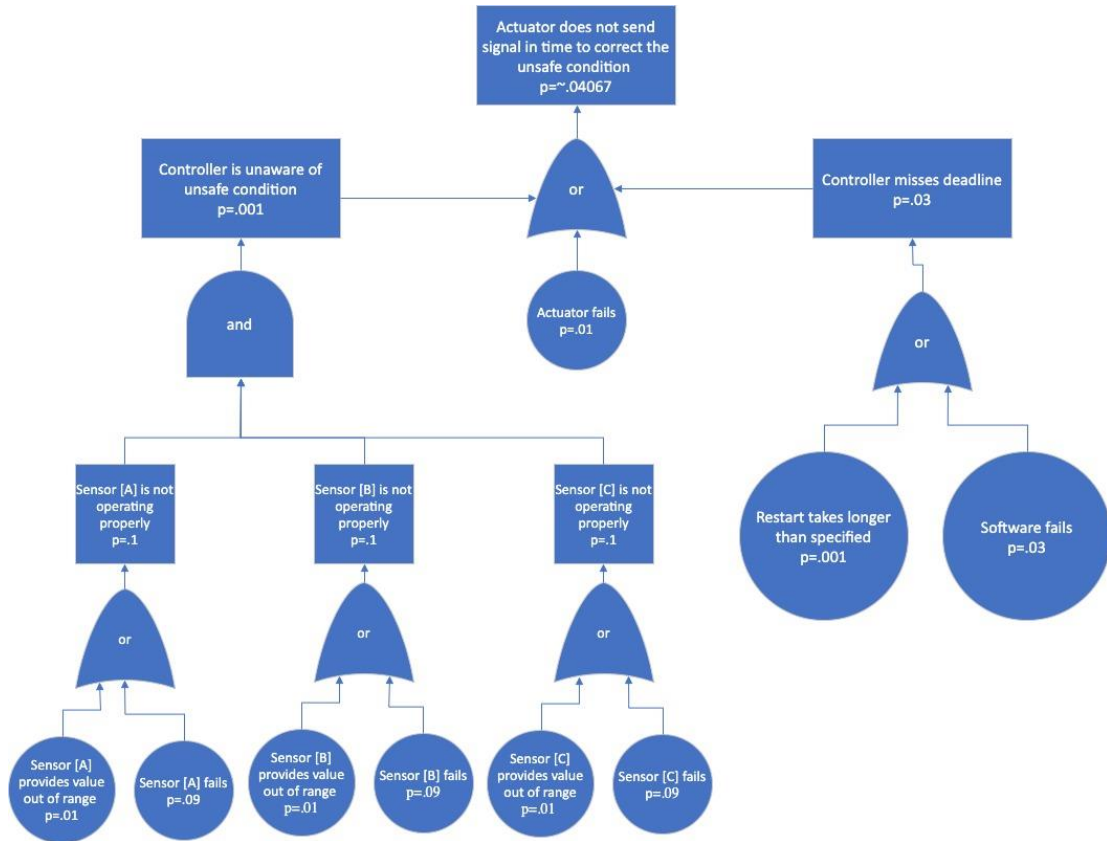 Actuator does not send
signal in time to correct the
unsafe condition
p=~.04067
Controller is unaware of
unsafe condition
p=.001
or
Controller misses deadline
p=.03
and
Actuator fails
p=.01
or
Sensor [A] is not
operating
properly
p=.1
Sensor [B] is not
operating
properly
p=.1
Sensor [C] is not
operating
properly
p=.1
Restart takes longer
than specified
p=.001
Software fails
p=.03
or
or
or
Sensor [A]
provides value
out of range
p=.01
Sensor [A] fails
p=.09
Sensor [B]
provides value
out of range
p=.01
Sensor [B] fails
p=.09
Sensor [C]
provides value
out of range
p=.01
Sensor [C] fails
p=.09